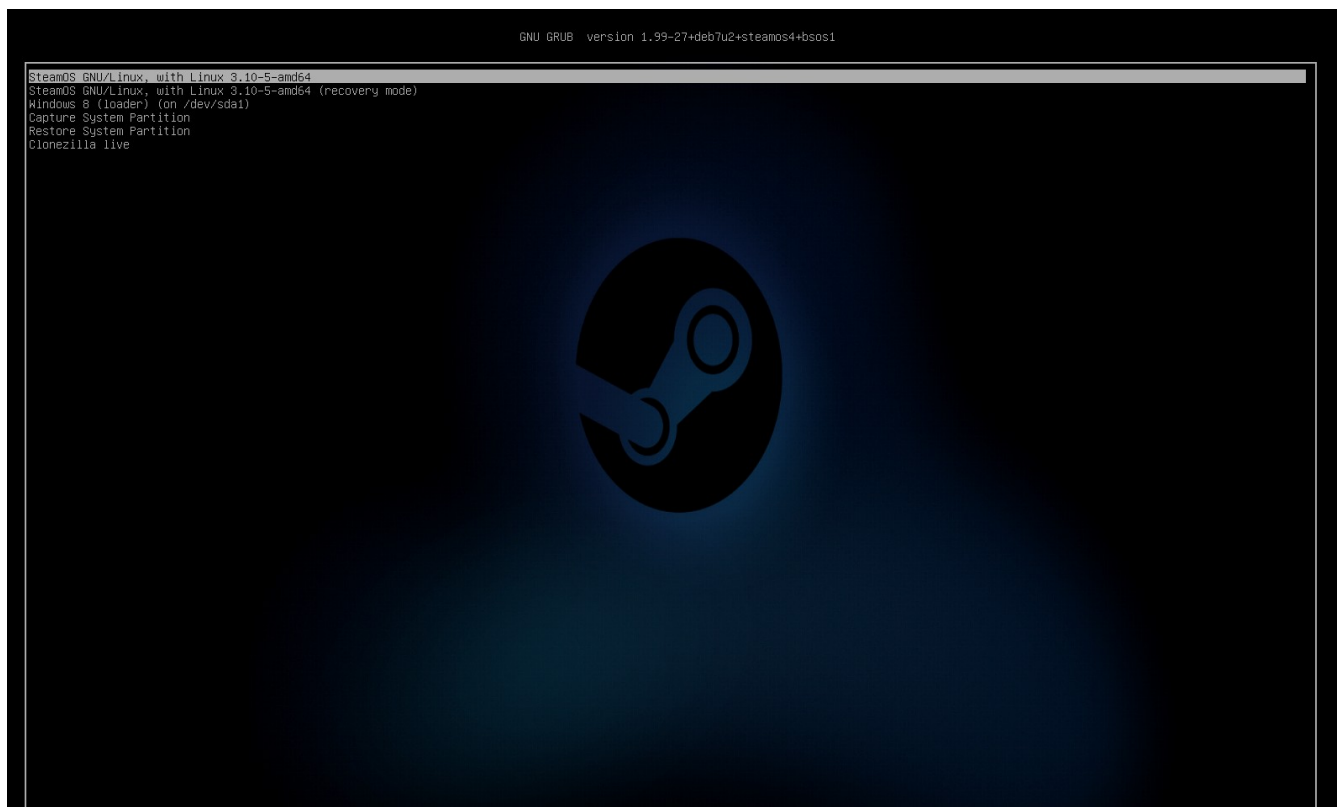 GNU GRUB  version 1.99-27+deb7u2+steamos4+bsos1
SteamOS GNU/Linux, with Linux 3.10-5-amd64
SteamOS GNU/Linux, with Linux 3.10-5-amd64 (recovery mode)
Windows 8 (loader) (on /dev/sda1)
Capture System Partition
Restore System Partition
Clonezilla live